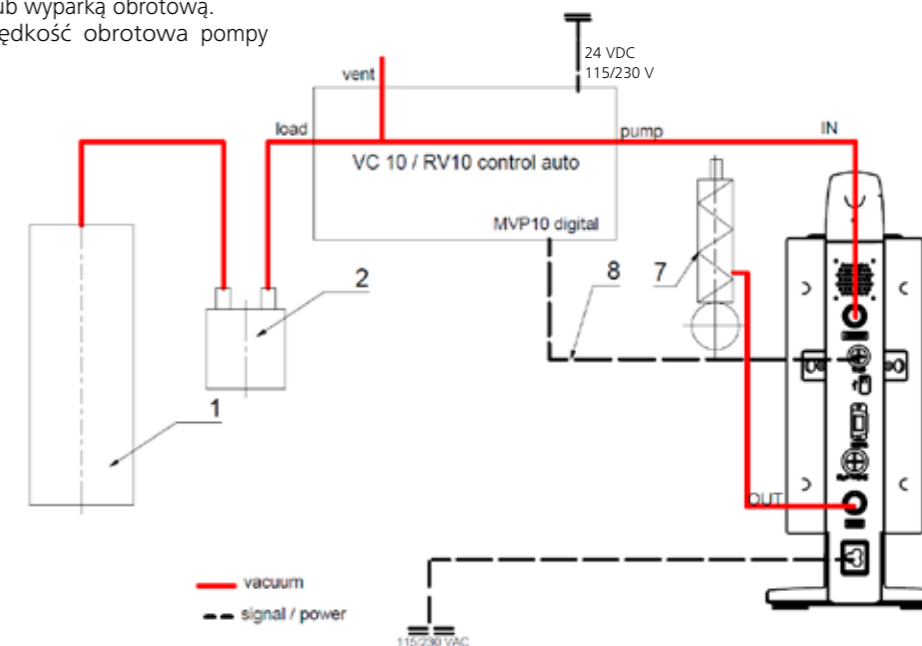 lub wyparką obrotową.
ędkość obrotowa pompy
24 VDC
115/230 V
vent
load
pump
IN
VC 10 / RV10 control auto
MVP10 digital
8
7
2
1
OUT
vacuum
signal / power
115/230 VAC